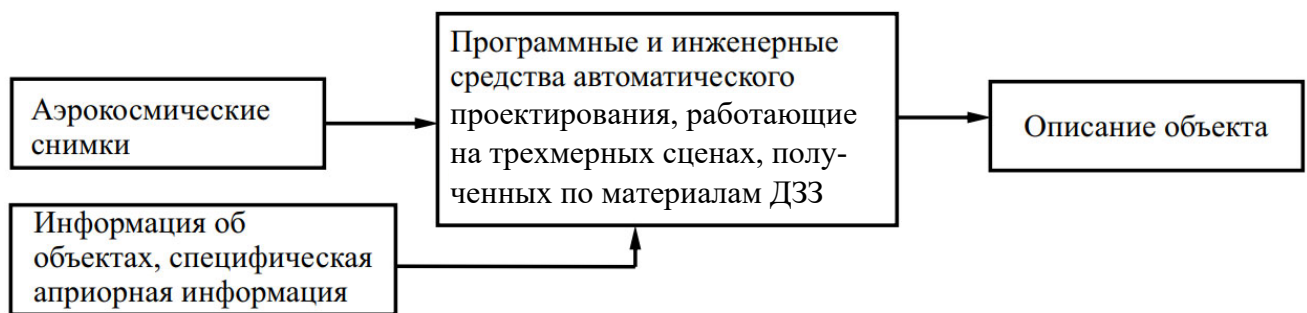 Аэрокосмические
снимки
Информация об
объектах, специфическая
априорная информация
Программные и инженерные
средства автоматического
проектирования, работающие
на трехмерных сценах, полу-
ченных по материалам ДЗЗ
Описание объекта